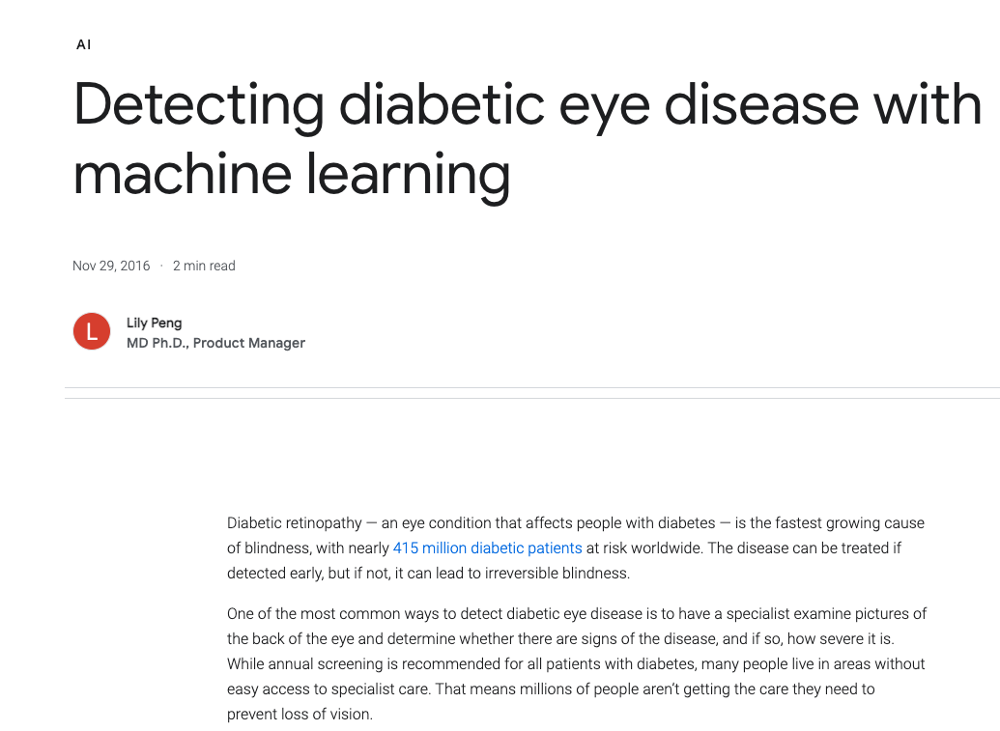 AI
Detecting diabetic eye disease with
machine learning
Nov 29, 2016 · 2 min read
L
Lily Peng
MD Ph.D., Product Manager
Diabetic retinopathy — an eye condition that affects people with diabetes — is the fastest growing cause
of blindness, with nearly 415 million diabetic patients at risk worldwide. The disease can be treated if
detected early, but if not, it can lead to irreversible blindness.
One of the most common ways to detect diabetic eye disease is to have a specialist examine pictures of
the back of the eye and determine whether there are signs of the disease, and if so, how severe it is.
While annual screening is recommended for all patients with diabetes, many people live in areas without
easy access to specialist care. That means millions of people aren’t getting the care they need to
prevent loss of vision.